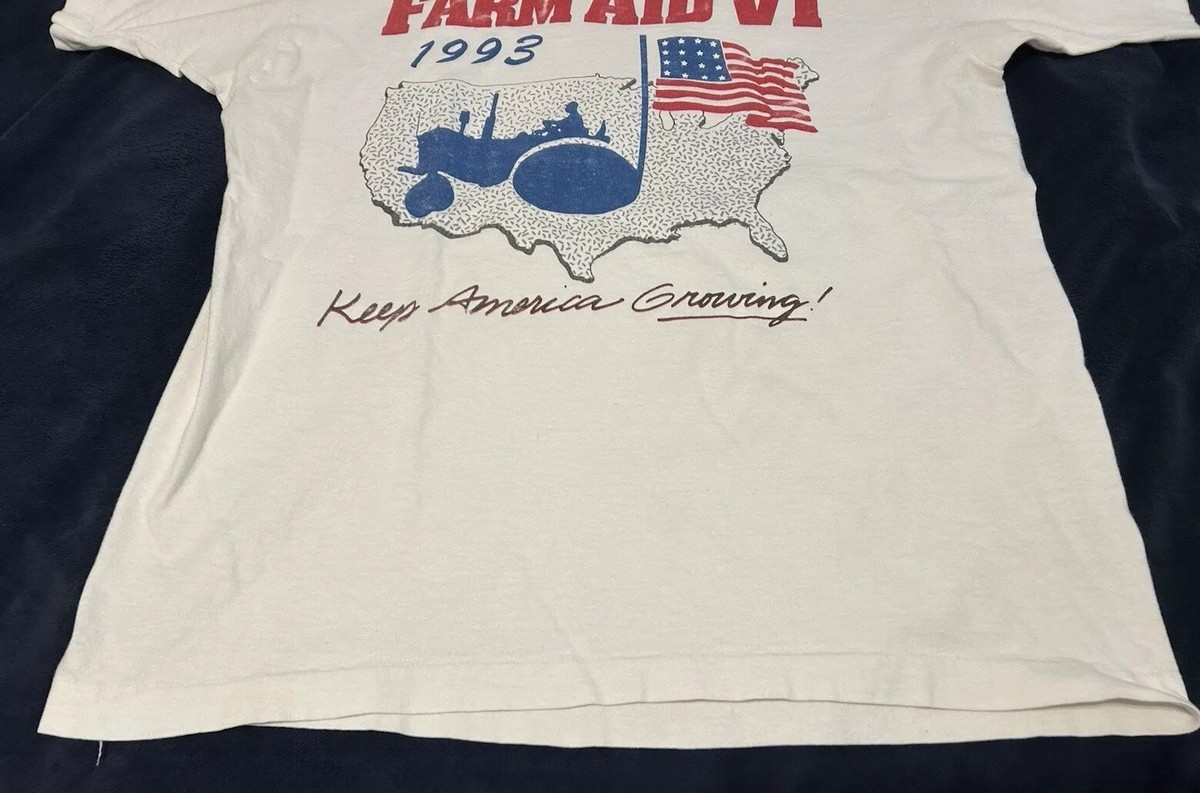 FARM AID VI
1993
Keep America Growing!